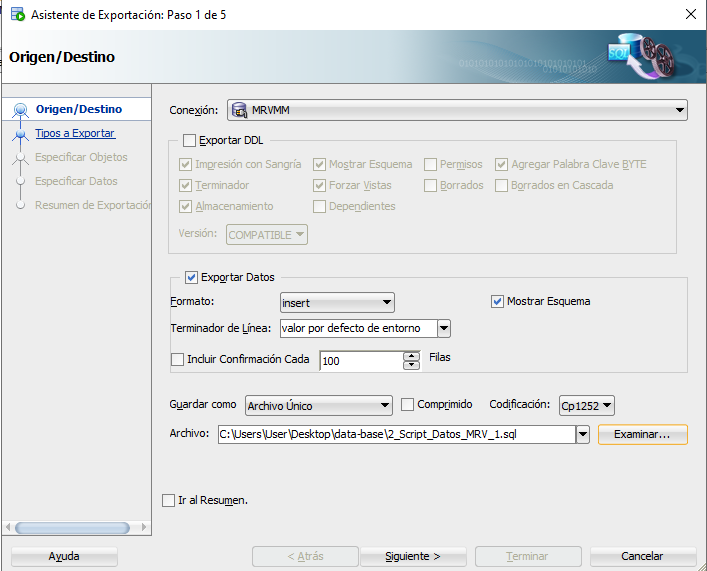 Asistente de Exportación: Paso 1 de 5
Origen/Destino
SQL
Origen/Destino
Tipos a Exportar
Especificar Objetos
Especificar Datos
Resumen de Exportación
Conexión: MRVMM
Exportar DDL
Impresión con Sangría Mostrar Esquema Permisos Agregar Palabra Clave BYTE
Terminador Forzar Vistas Borrados Borrados en Cascada
Almacenamiento Dependientes
Versión: COMPATIBLE
Exportar Datos
Formato: insert Mostrar Esquema
Terminador de Línea: valor por defecto de entorno
Incluir Confirmación Cada 100 Filas
Guardar como Archivo Único Comprimido Codificación: Cp1252
Archivo: C:\Users\User\Desktop\data-base\2_Script_Datos_MRV_1.sql Examinar...
Ir al Resumen.
Ayuda < Atrás Siguiente > Terminar Cancelar